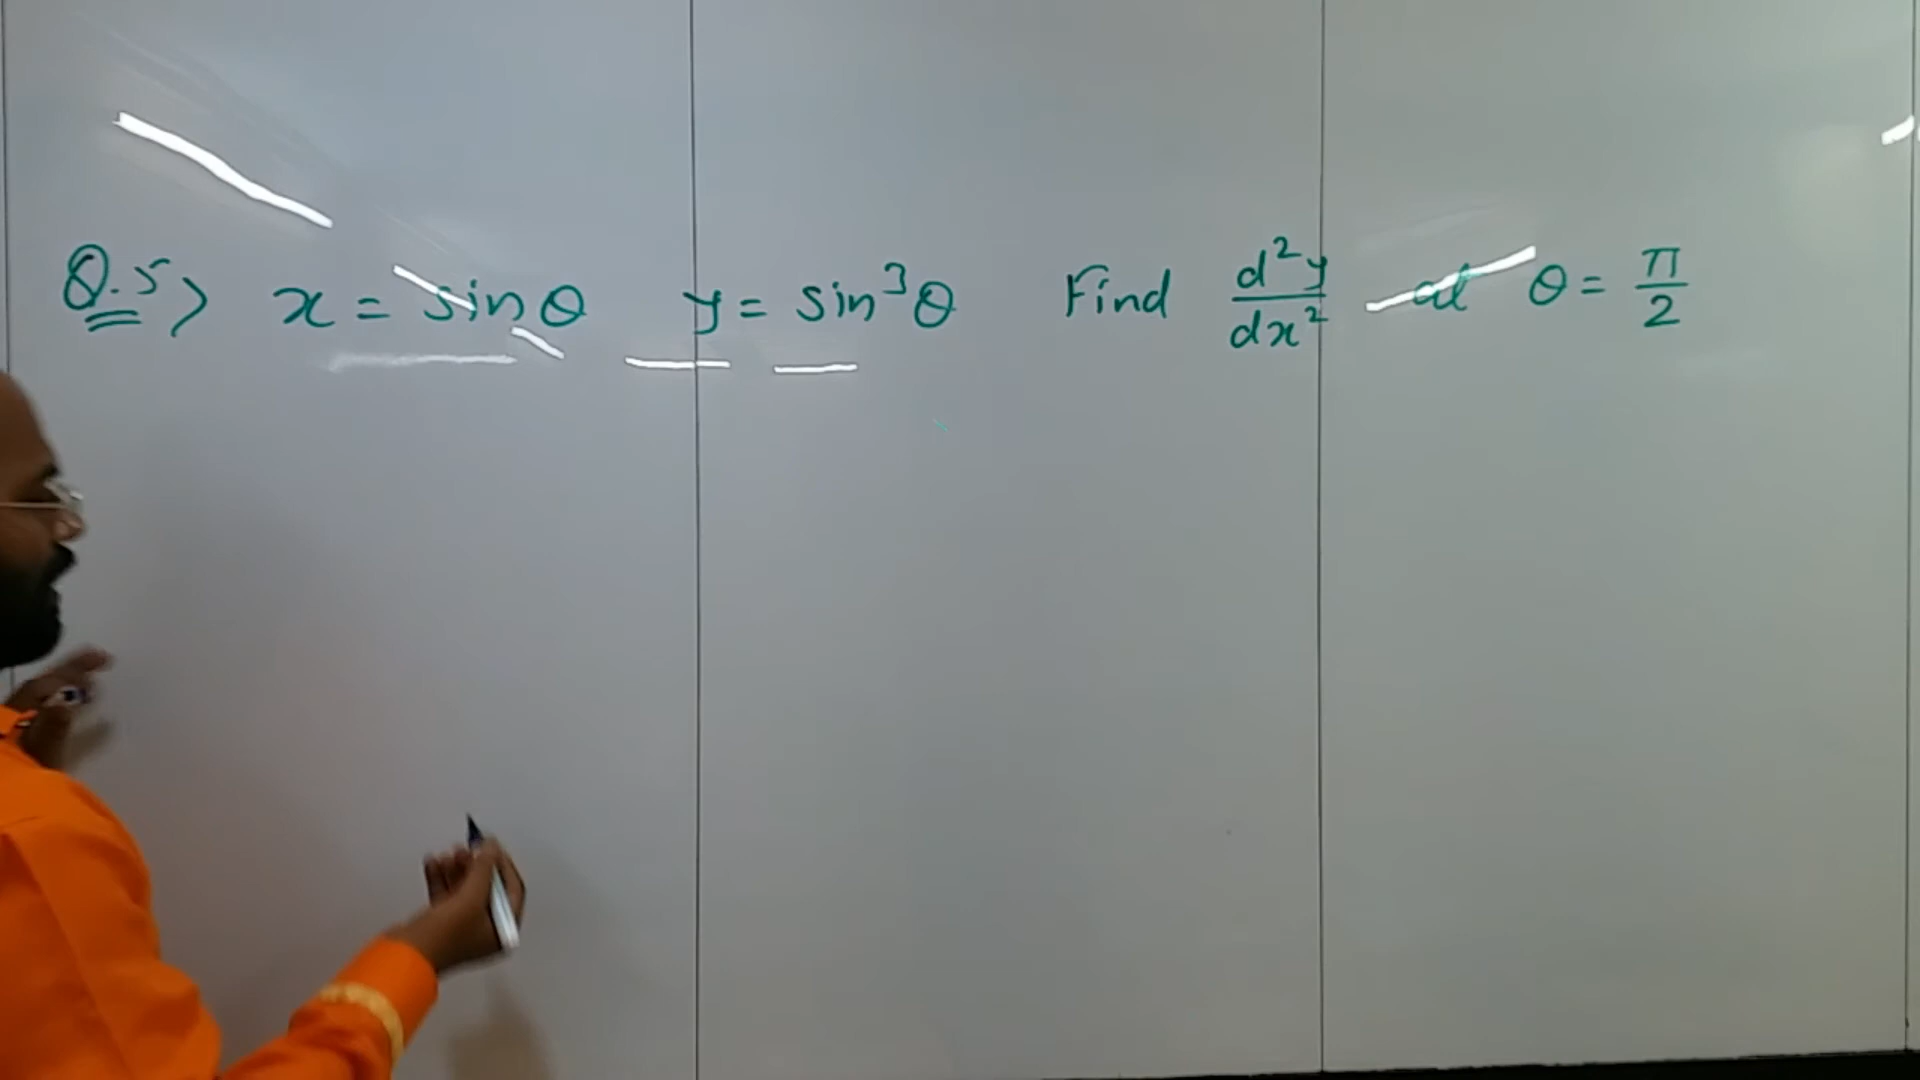 Q.5> x = sinθ y = sin³θ Find d²y/dx² at θ = π/2